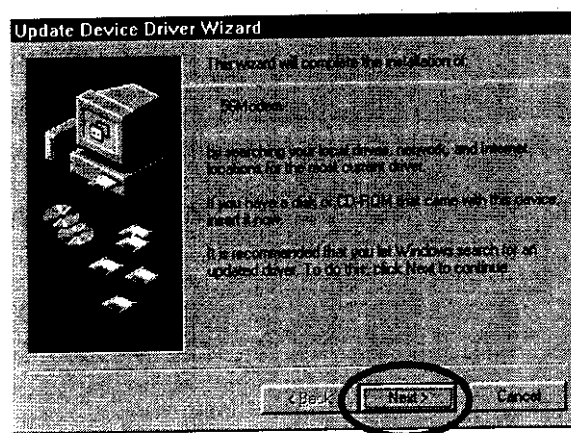 Update Device Driver Wizard
This wizard will complete the installation of:
56Modem
by searching your local drives, network, and Internet
locations for the most current driver.
If you have a disk or CD-ROM that came with this device,
insert it now.
It is recommended that you let Windows search for an
updated driver. To do this, click Next to continue.
< Back
Next >
Cancel